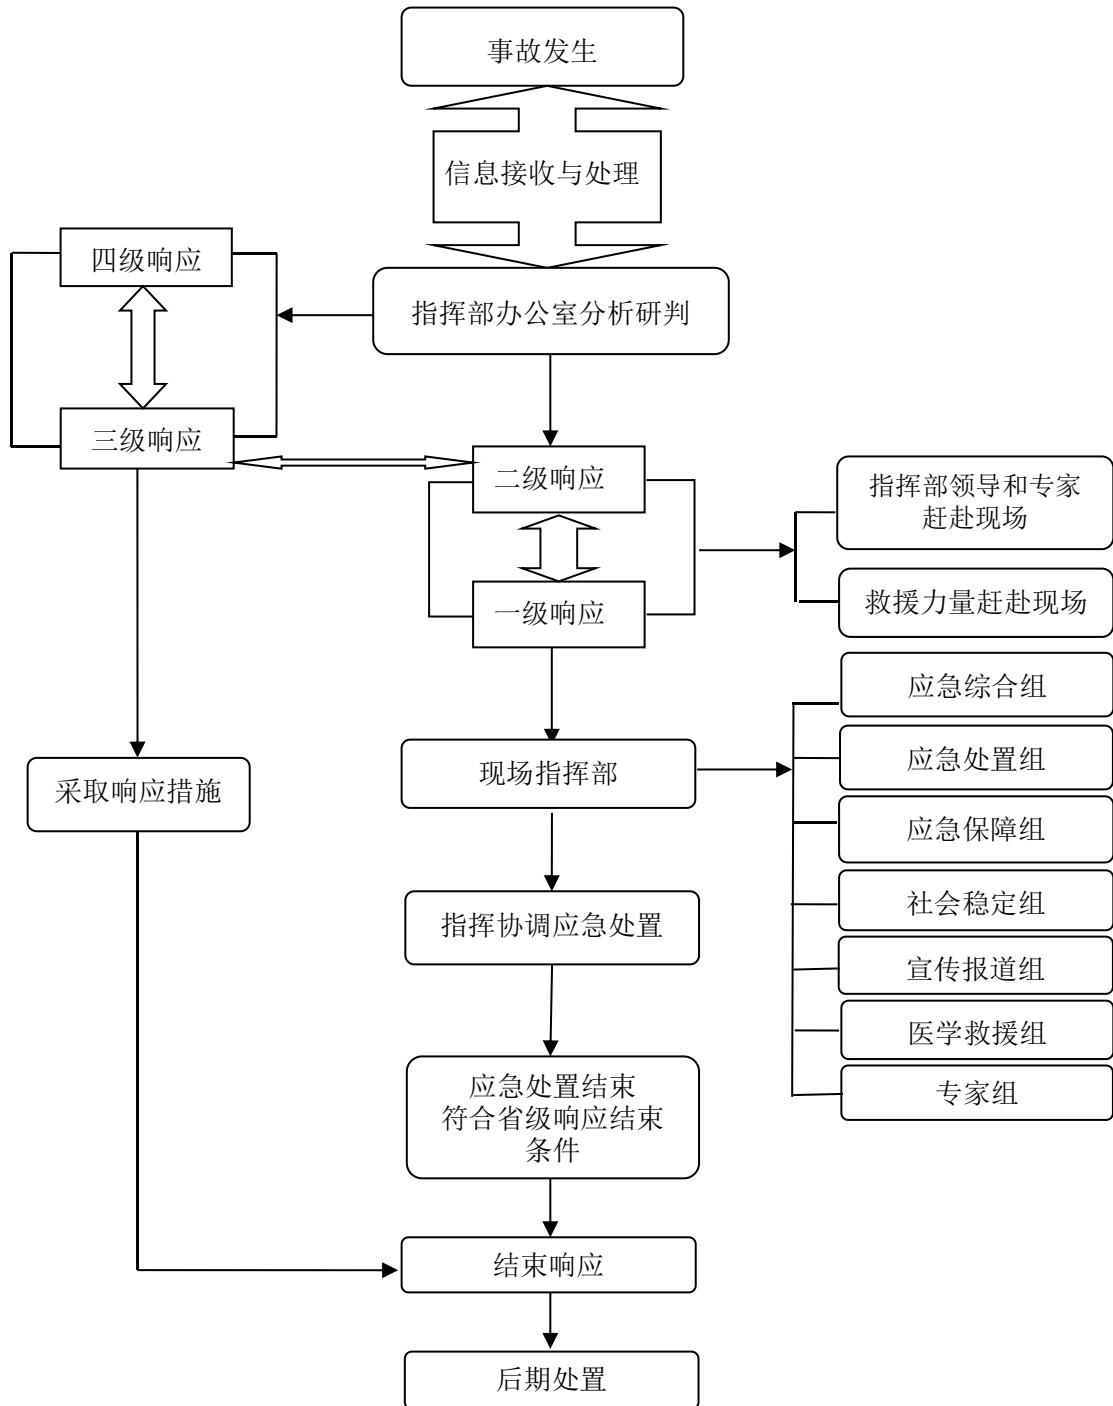 事故发生
信息接收与处理
四级响应
指挥部办公室分析研判
三级响应
二级响应
指挥部领导和专家
赶赴现场
一级响应
救援力量赶赴现场
应急综合组
现场指挥部
应急处置组
采取响应措施
应急保障组
社会稳定组
指挥协调应急处置
宣传报道组
医学救援组
应急处置结束
符合省级响应结束
条件
专家组
结束响应
后期处置